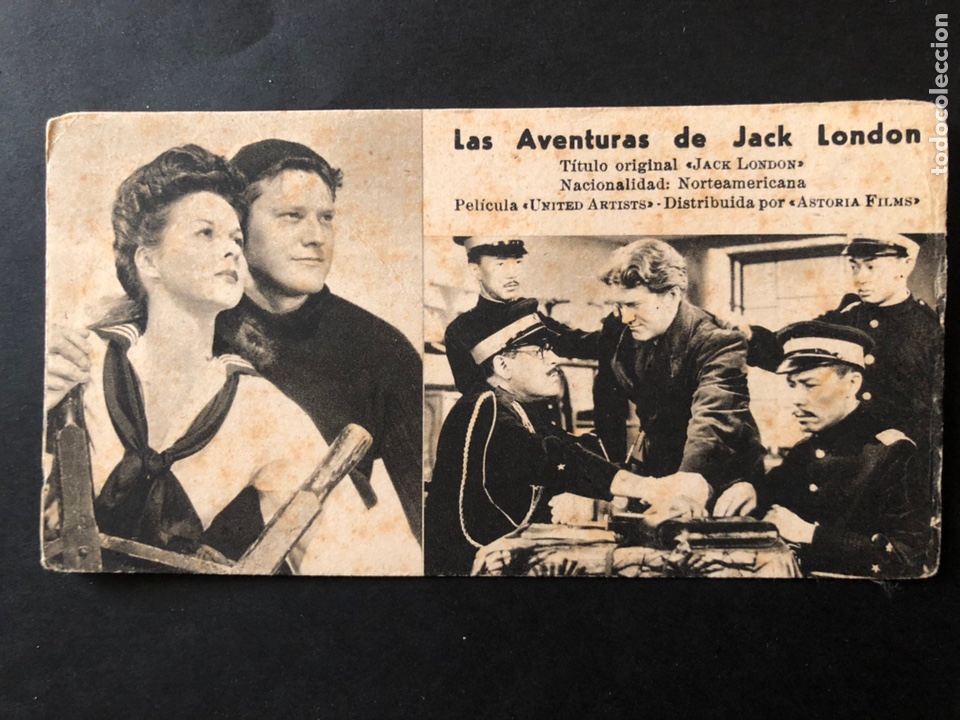 Las Aventuras de Jack London
Título original «JACK LONDON»
Nacionalidad: Norteamericana
Película «UNITED ARTISTS» - Distribuida por «ASTORIA FILMS»
todocoleccion